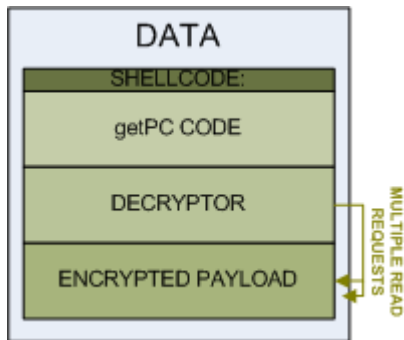 DATA
SHELLCODE:
getPC CODE
DECRYPTOR
ENCRYPTED PAYLOAD
MULTIPLE READ
REQUESTS